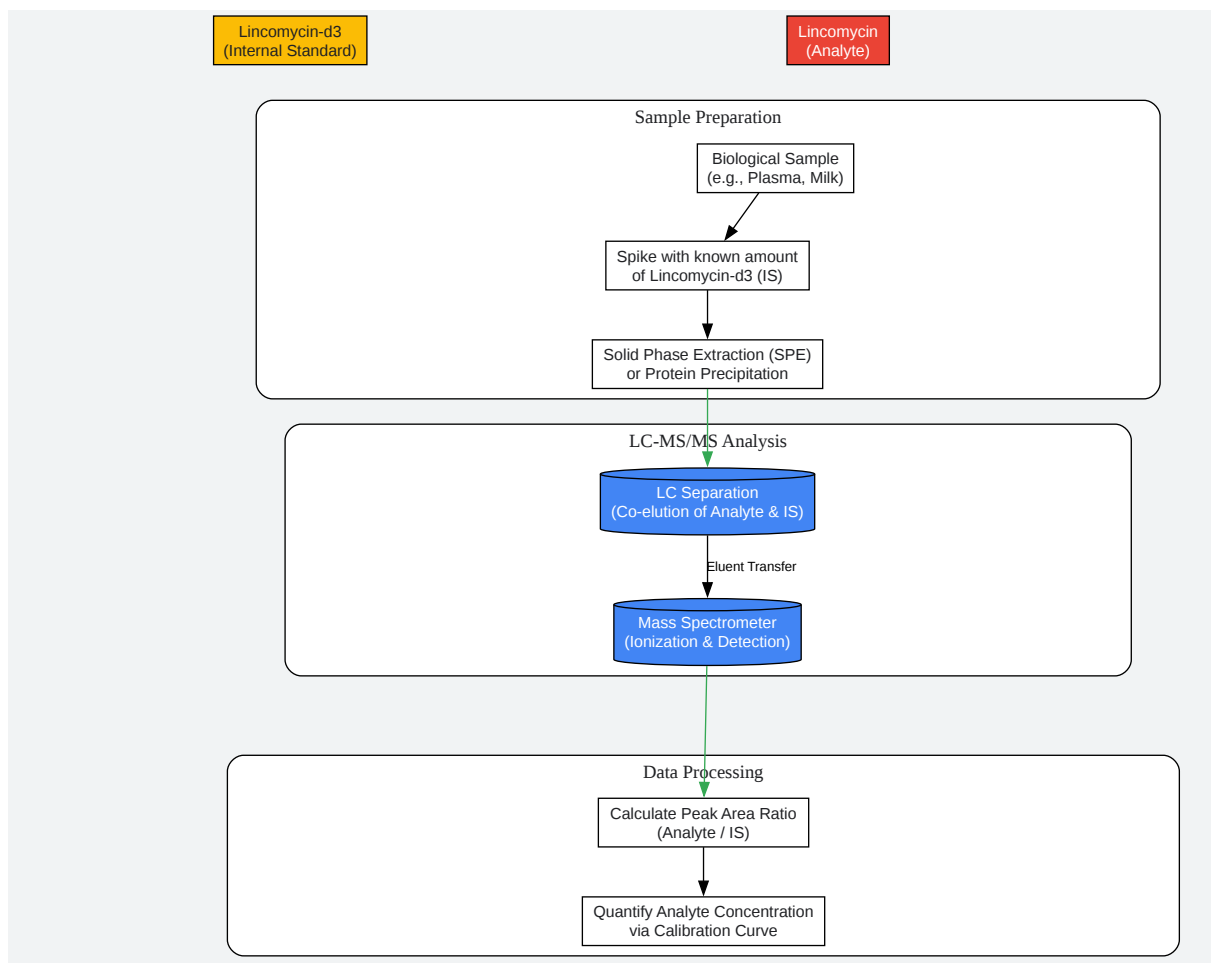 Lincomycin-d3
(Internal Standard)
Lincomycin
(Analyte)
Sample Preparation
Biological Sample
(e.g., Plasma, Milk)
Spike with known amount
of Lincomycin-d3 (IS)
Solid Phase Extraction (SPE)
or Protein Precipitation
LC-MS/MS Analysis
LC Separation
(Co-elution of Analyte & IS)
Eluent Transfer
Mass Spectrometer
(Ionization & Detection)
Data Processing
Calculate Peak Area Ratio
(Analyte / IS)
Quantify Analyte Concentration
via Calibration Curve